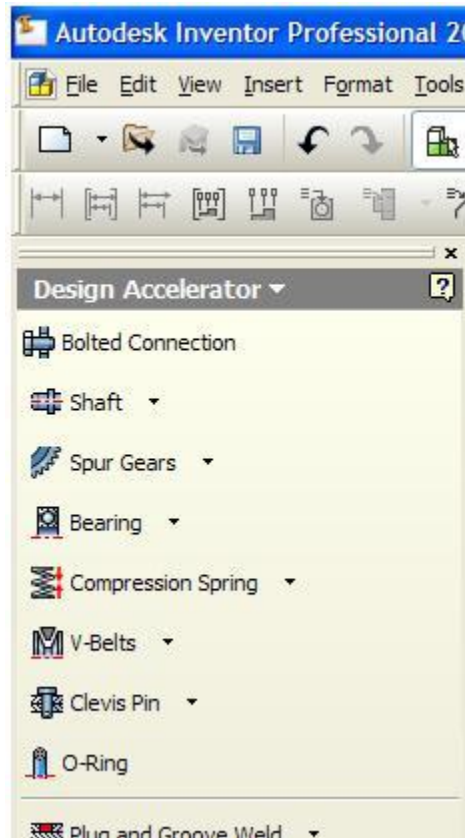 Autodesk Inventor Professional 20
File Edit View Insert Format Tools
Design Accelerator
Bolted Connection
Shaft
Spur Gears
Bearing
Compression Spring
V-Belts
Clevis Pin
O-Ring
Plug and Groove Weld